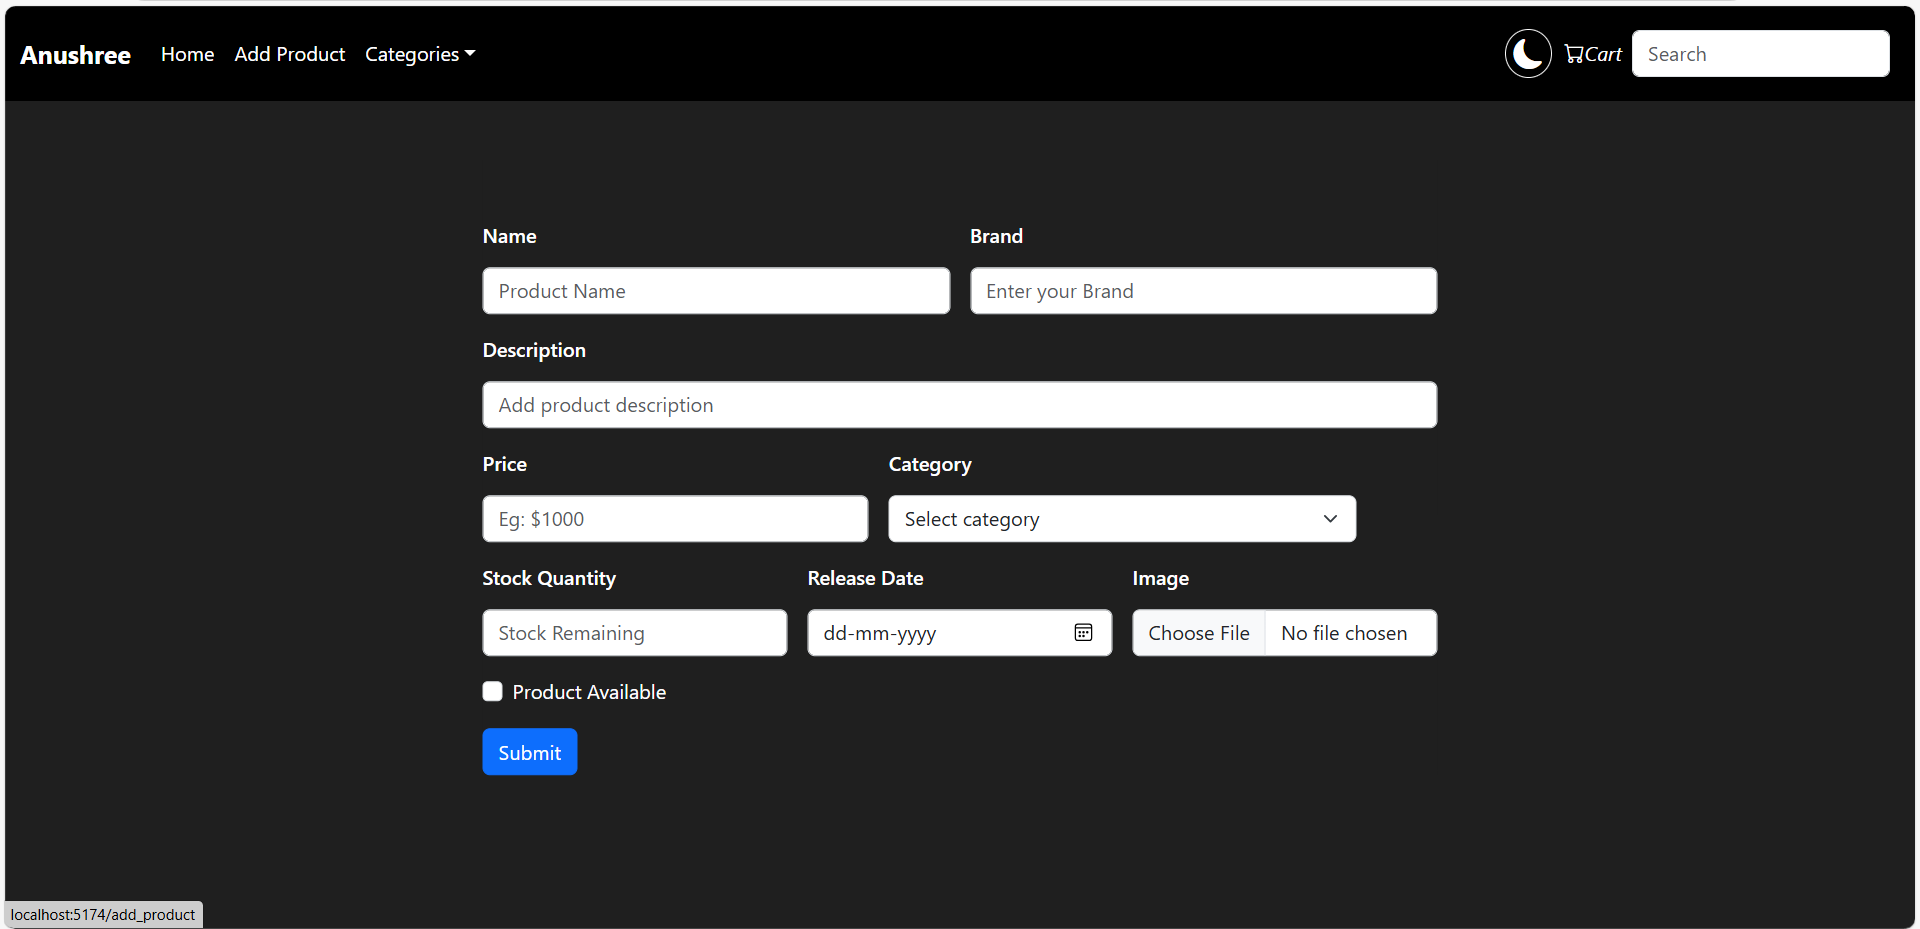 Anushree Home Add Product Categories Cart Search
Name Brand
Product Name Enter your Brand
Description
Add product description
Price Category
Eg: $1000 Select category
Stock Quantity Release Date Image
Stock Remaining dd-mm-yyyy Choose File No file chosen
Product Available
Submit
localhost:5174/add_product